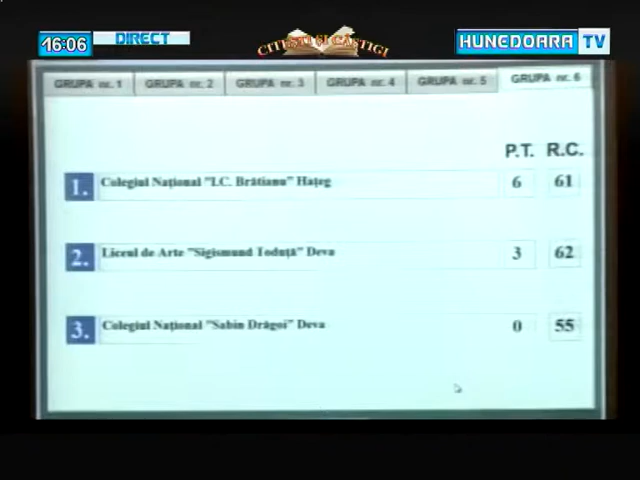 16:06 DIRECT CITEȘTI ȘI CÂȘTIGI HUNEDOARA TV
GRUPA nr. 1 GRUPA nr. 2 GRUPA nr. 3 GRUPA nr. 4 GRUPA nr. 5 GRUPA nr. 6
P.T. R.C.
1. Colegiul Național "I.C. Brătianu" Hațeg 6 61
2. Liceul de Arte "Sigismund Toduță" Deva 3 62
3. Colegiul Național "Sabin Drăgoi" Deva 0 55